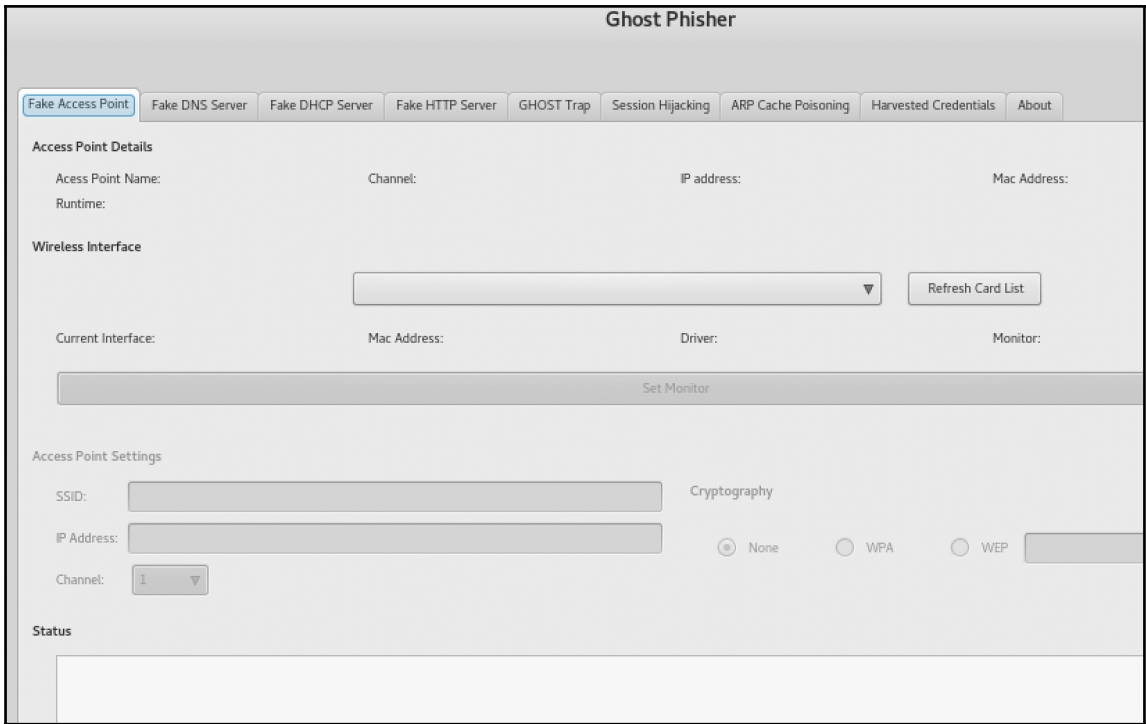 Ghost Phisher
Fake Access Point Fake DNS Server Fake DHCP Server Fake HTTP Server GHOST Trap Session Hijacking ARP Cache Poisoning Harvested Credentials About
Access Point Details
Acess Point Name: Channel: IP address: Mac Address:
Runtime:
Wireless Interface
Refresh Card List
Current Interface: Mac Address: Driver: Monitor:
Set Monitor
Access Point Settings
SSID: Cryptography
IP Address: None WPA WEP
Channel: 1
Status